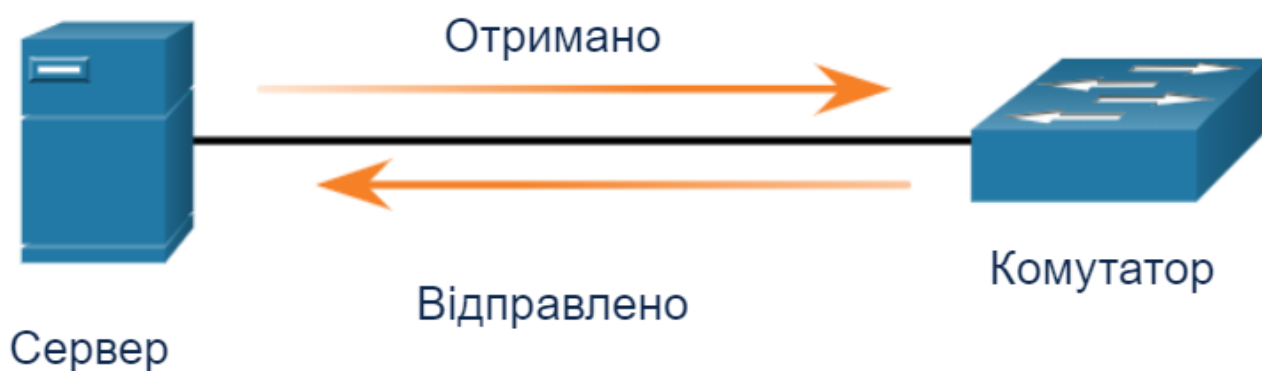 Отримано
Відправлено
Комутатор
Сервер